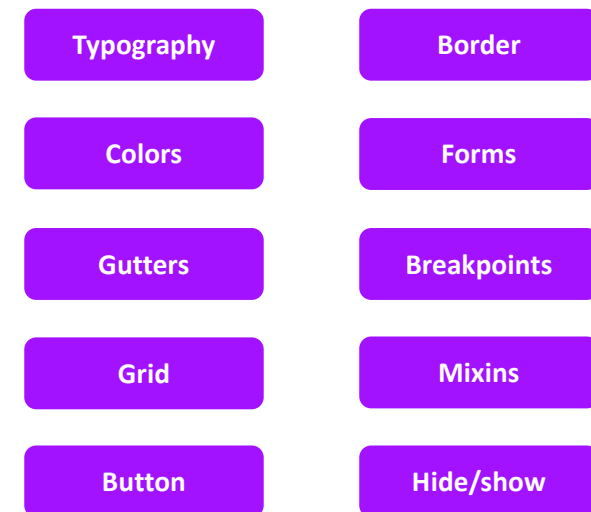 Typography
Border
Colors
Forms
Gutters
Breakpoints
Grid
Mixins
Button
Hide/show